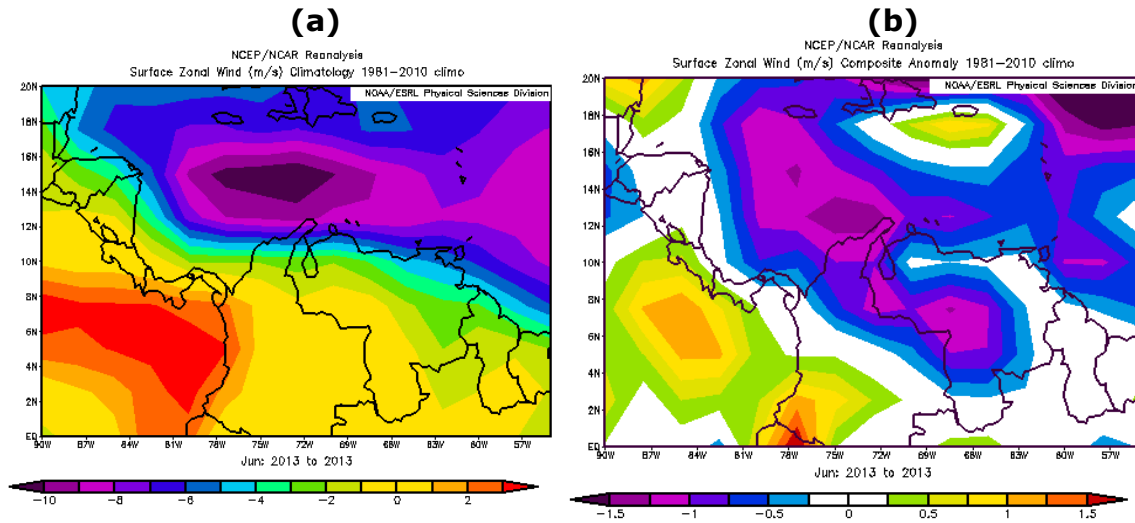 (a)
NCEP/NCAR Reanalysis
Surface Zonal Wind (m/s) Climatology 1981-2010 climo
NOAA/ESRL Physical Sciences Division
20N
18N
16N
14N
12N
10N
8N
6N
4N
2N
EQ
90W 87W 84W 81W 78W 75W 72W 69W 66W 63W 60W 57W
Jun: 2013 to 2013
-10 -8 -6 -4 -2 0 2
(b)
NCEP/NCAR Reanalysis
Surface Zonal Wind (m/s) Composite Anomaly 1981-2010 climo
NOAA/ESRL Physical Sciences Division
20N
18N
16N
14N
12N
10N
8N
6N
4N
2N
EQ
90W 87W 84W 81W 78W 75W 72W 69W 66W 63W 60W 57W
Jun: 2013 to 2013
-1.5 -1 -0.5 0 0.5 1 1.5